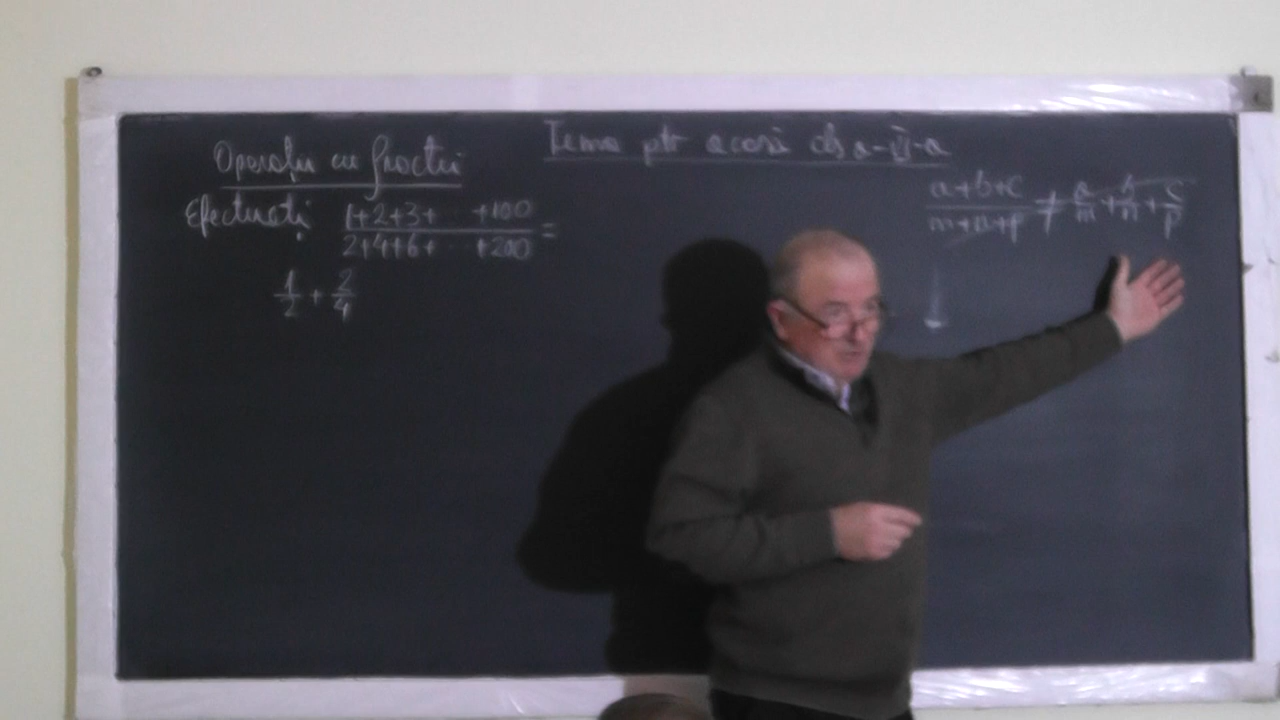 Operații cu fracții
Tema ptr acasă cls a-VI-a
Efectuați: (1+2+3+ ... +100)/(2+4+6+ ... +200) =
1/2 + 2/4
(a+b+c)/(m+n+p) ≠ a/m + b/n + c/p
↓